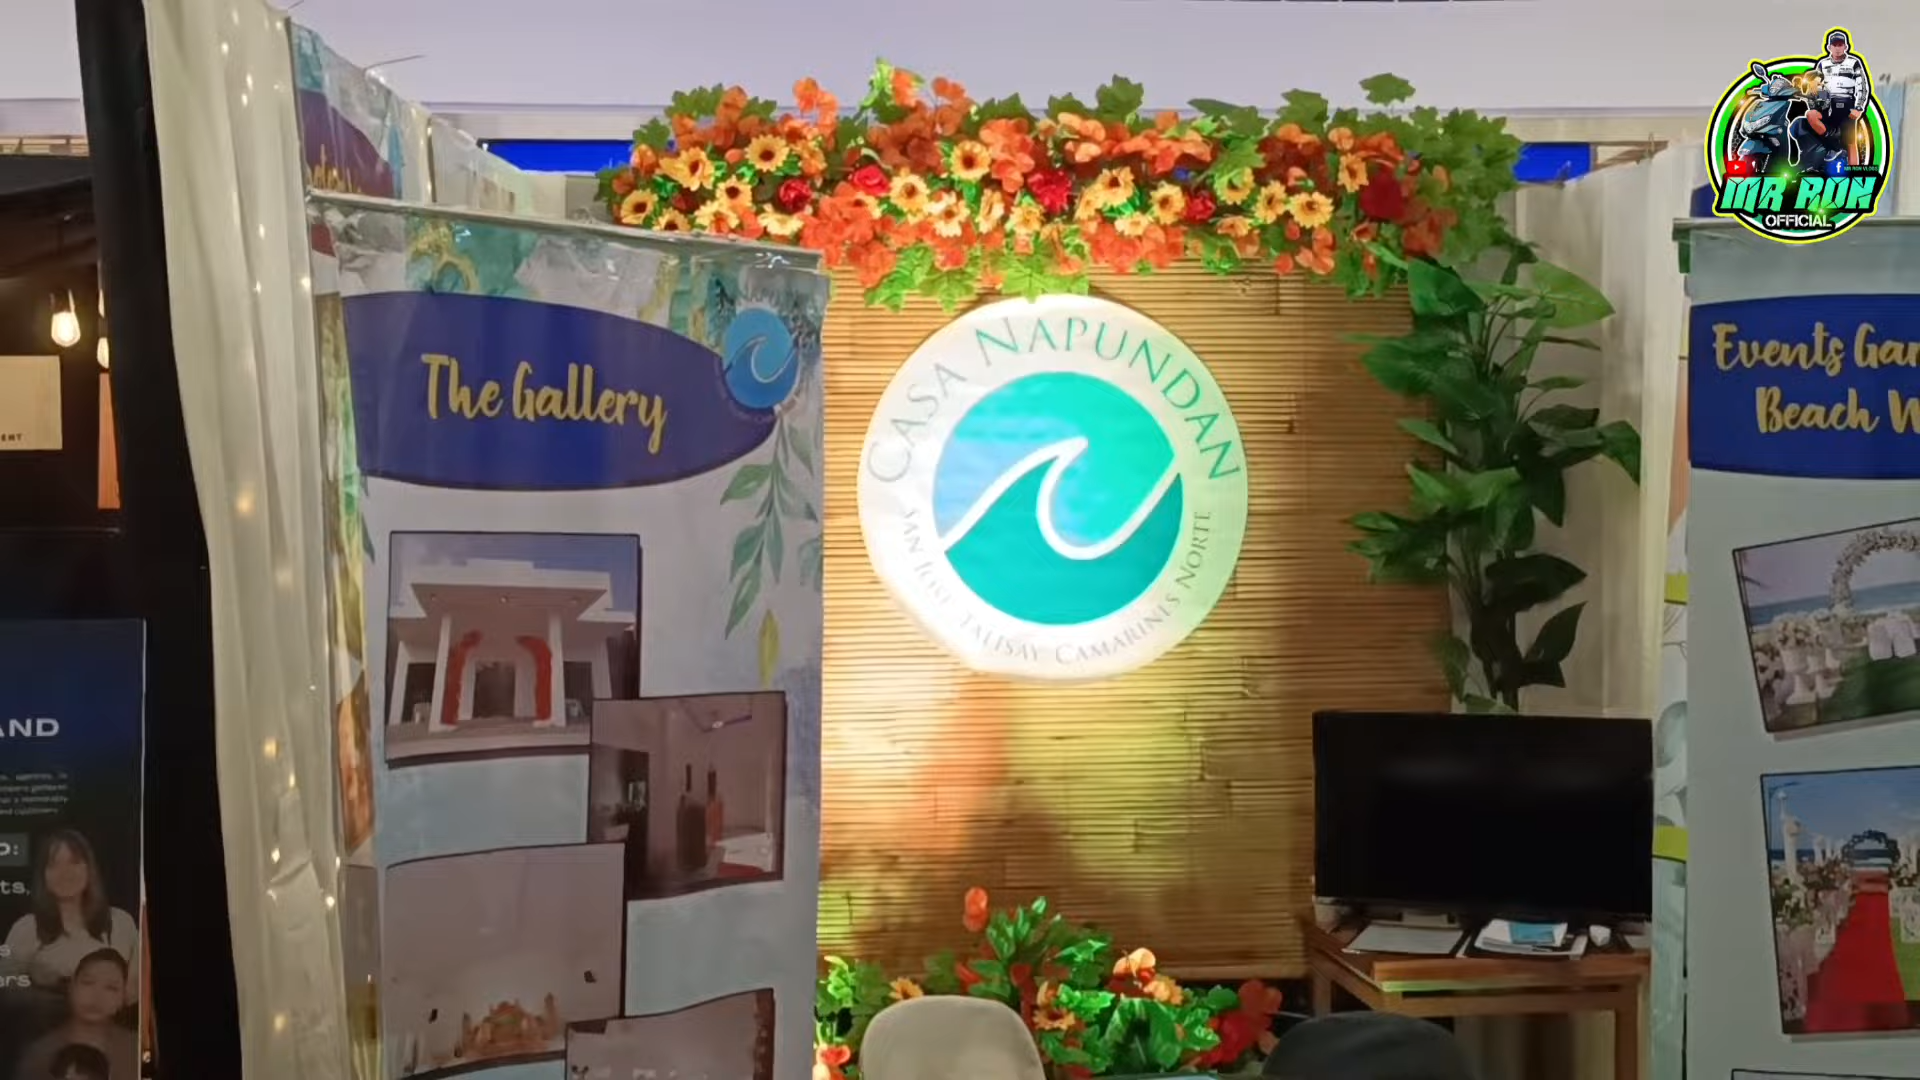 The Gallery
CASA NAPUNDAN
SAN JOSE TALISAY CAMARINES NORTE
Events Gar
Beach W
MR RON
OFFICIAL
AND